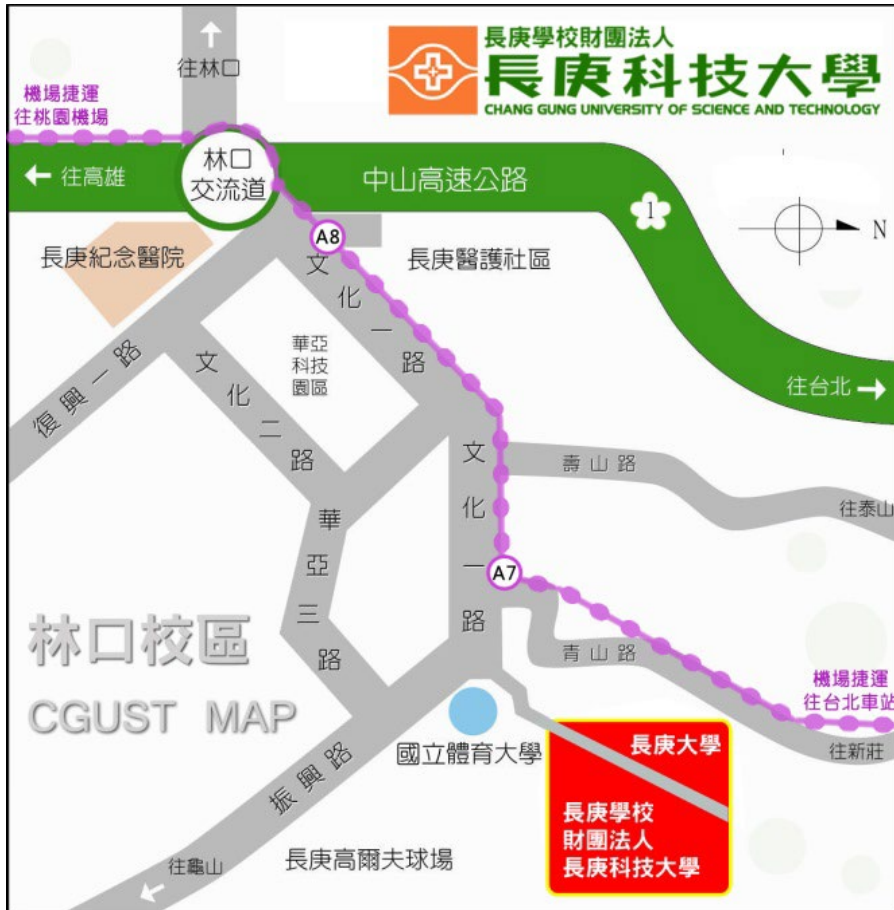 長庚學校財團法人
長庚科技大學
CHANG GUNG UNIVERSITY OF SCIENCE AND TECHNOLOGY
往林口
機場捷運
往桃園機場
林口
交流道
往高雄
中山高速公路
1
N
A8
長庚紀念醫院
長庚醫護社區
文化一路
華亞
科技
園區
復興一路
文化二路
往台北
文化一路
壽山路
往泰山
華亞三路
A7
林口校區
CGUST MAP
青山路
機場捷運
往台北車站
往新莊
國立體育大學
長庚大學
振興路
長庚學校
財團法人
長庚科技大學
往龜山
長庚高爾夫球場